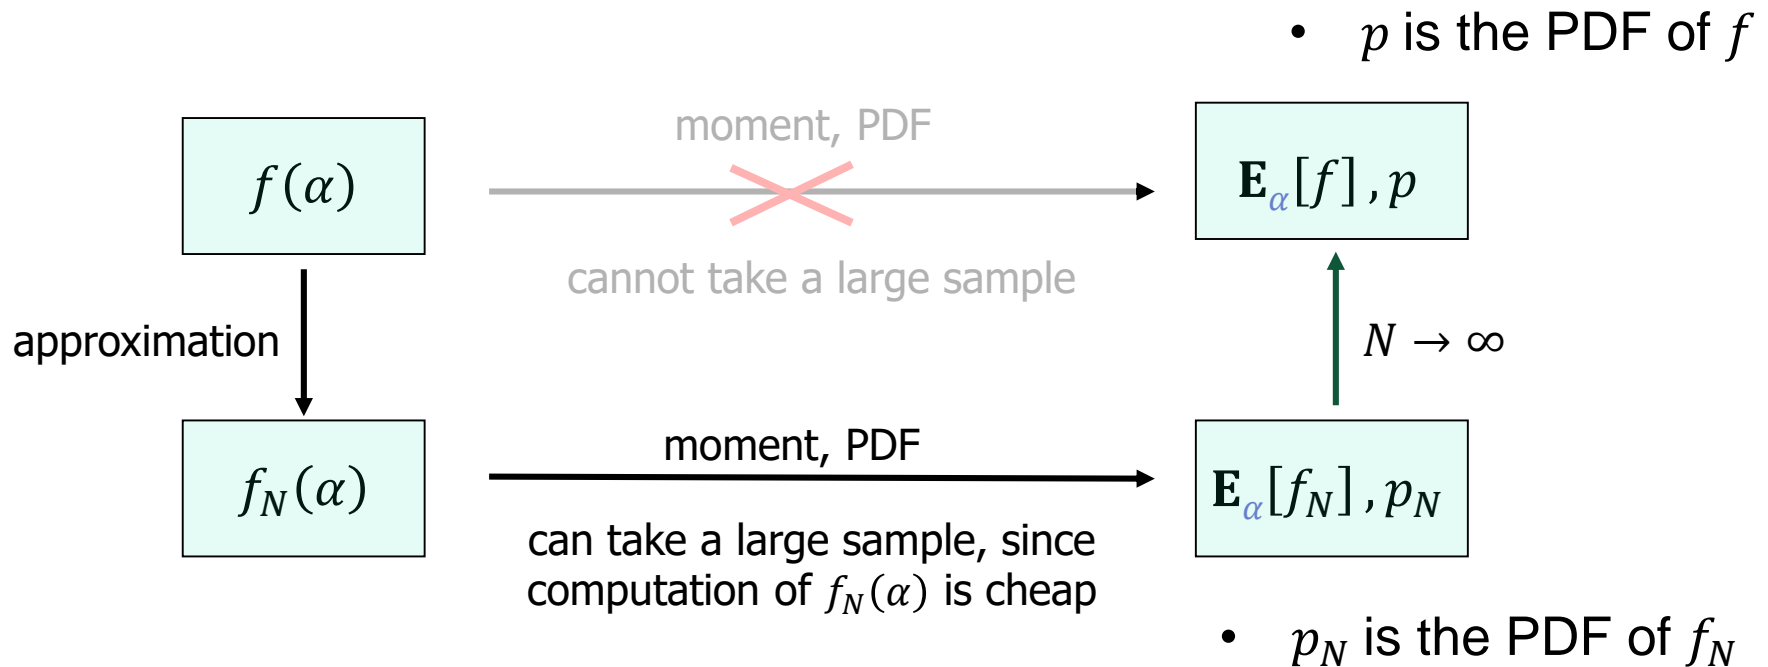 • p is the PDF of f
moment, PDF
f(α)
𝐄_α[f], p
cannot take a large sample
approximation
N → ∞
moment, PDF
f_N(α)
𝐄_α[f_N], p_N
can take a large sample, since
computation of f_N(α) is cheap
• p_N is the PDF of f_N